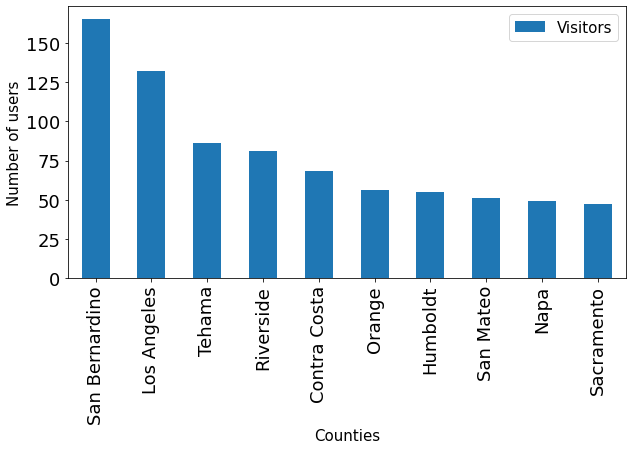 Visitors
Number of users
150
125
100
75
50
25
0
San Bernardino
Los Angeles
Tehama
Riverside
Contra Costa
Orange
Humboldt
San Mateo
Napa
Sacramento
Counties